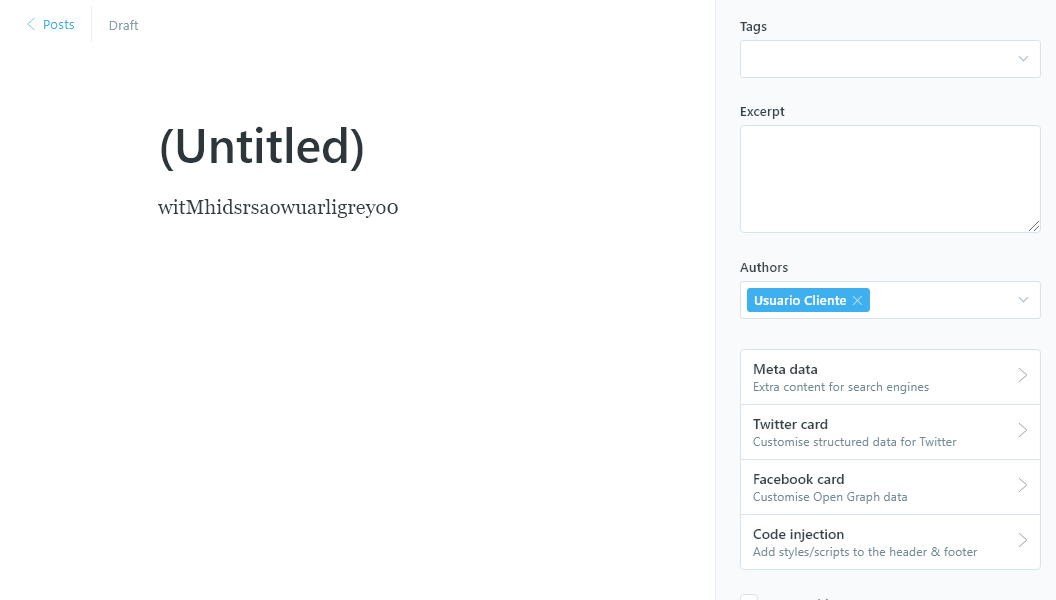 Posts
Draft
(Untitled)
witMhidsrsaowuarligreyo0
Tags
Excerpt
Authors
Usuario Cliente
Meta data
Extra content for search engines
Twitter card
Customise structured data for Twitter
Facebook card
Customise Open Graph data
Code injection
Add styles/scripts to the header & footer